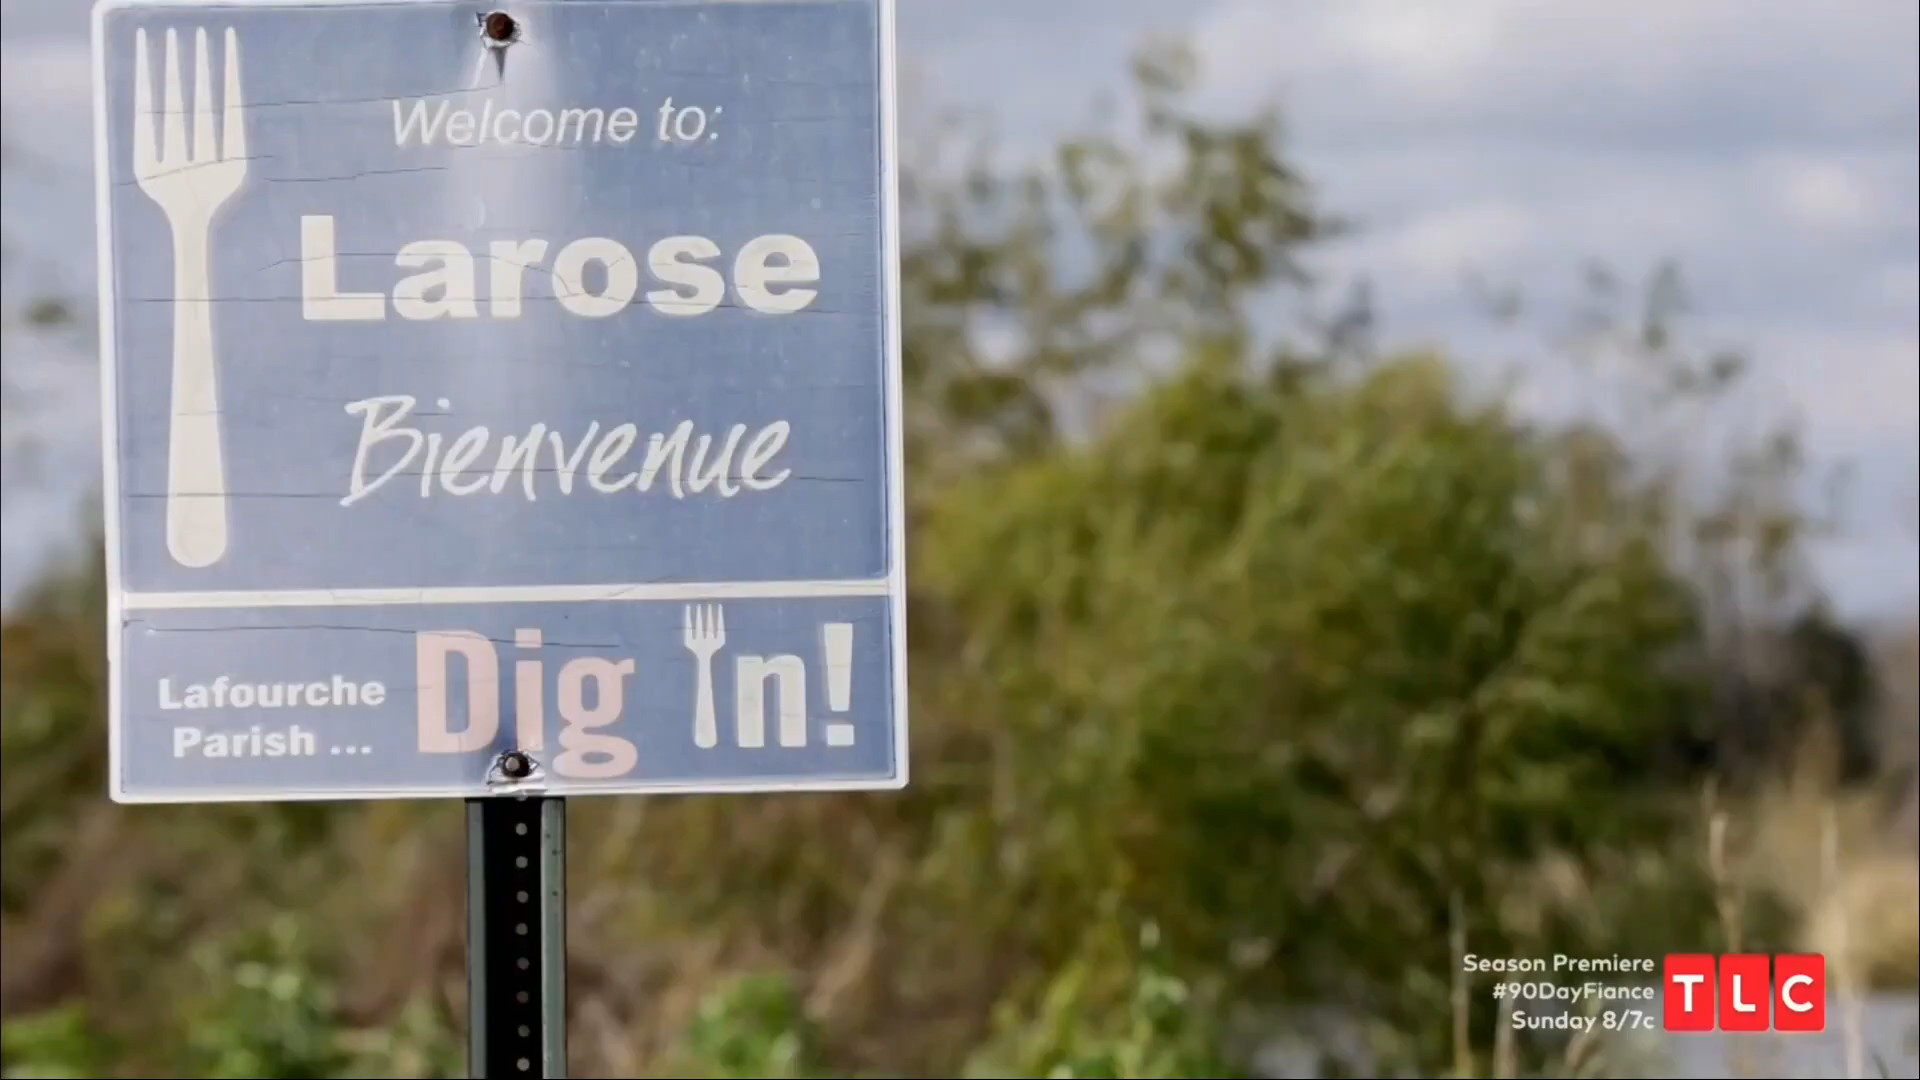 Welcome to:
Larose
Bienvenue
Lafourche
Parish ...
Dig in!
Season Premiere
#90DayFiance
Sunday 8/7c
TLC